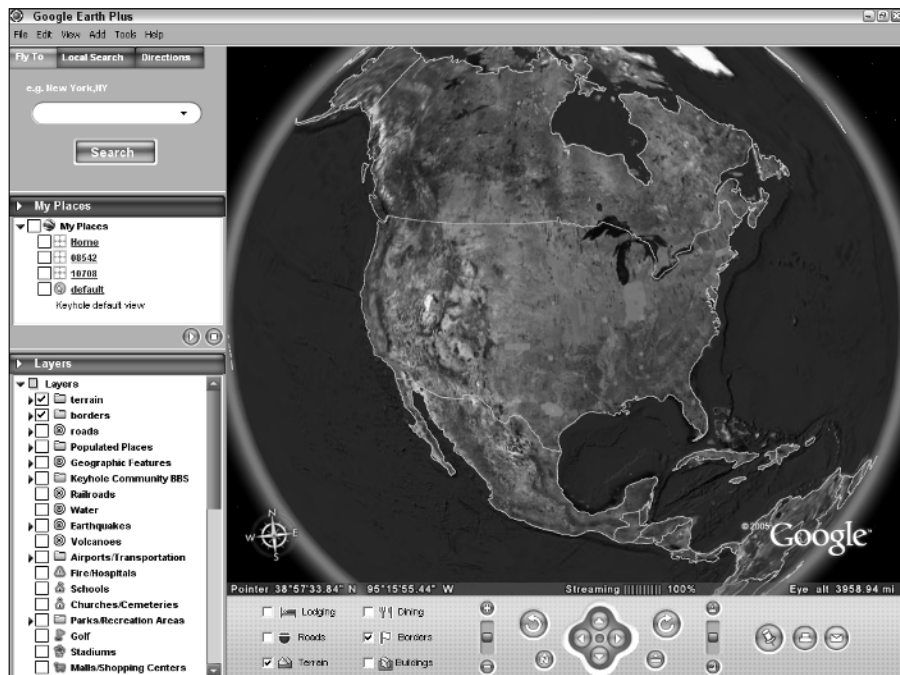 Google Earth Plus
File Edit View Add Tools Help
Fly To Local Search Directions
e.g. New York,NY
Search
My Places
My Places
Home
08542
10708
default
Keyhole default view
Layers
Layers
terrain
borders
roads
Populated Places
Geographic Features
Keyhole Community BBS
Railroads
Water
Earthquakes
Volcanoes
Airports/Transportation
Fire/Hospitals
Schools
Churches/Cemeteries
Parks/Recreation Areas
Golf
Stadiums
Malls/Shopping Centers
N
W E
S
©2005 Google™
Pointer 38°57'33.84" N 95°15'55.44" W Streaming |||||||||| 100% Eye alt 3958.94 mi
Lodging Dining
Roads Borders
Terrain Buildings
N